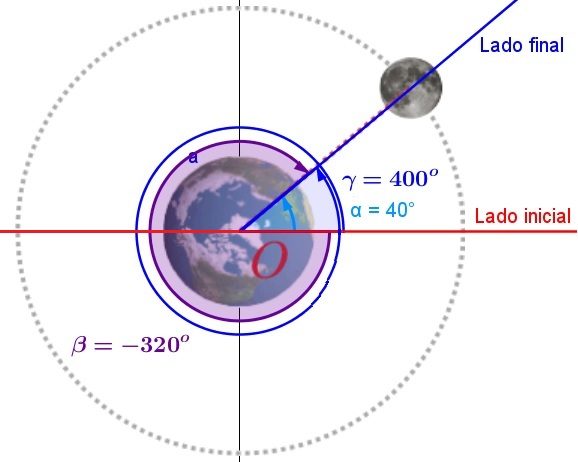 Lado final
a
γ = 400°
α = 40°
Lado inicial
O
β = −320°